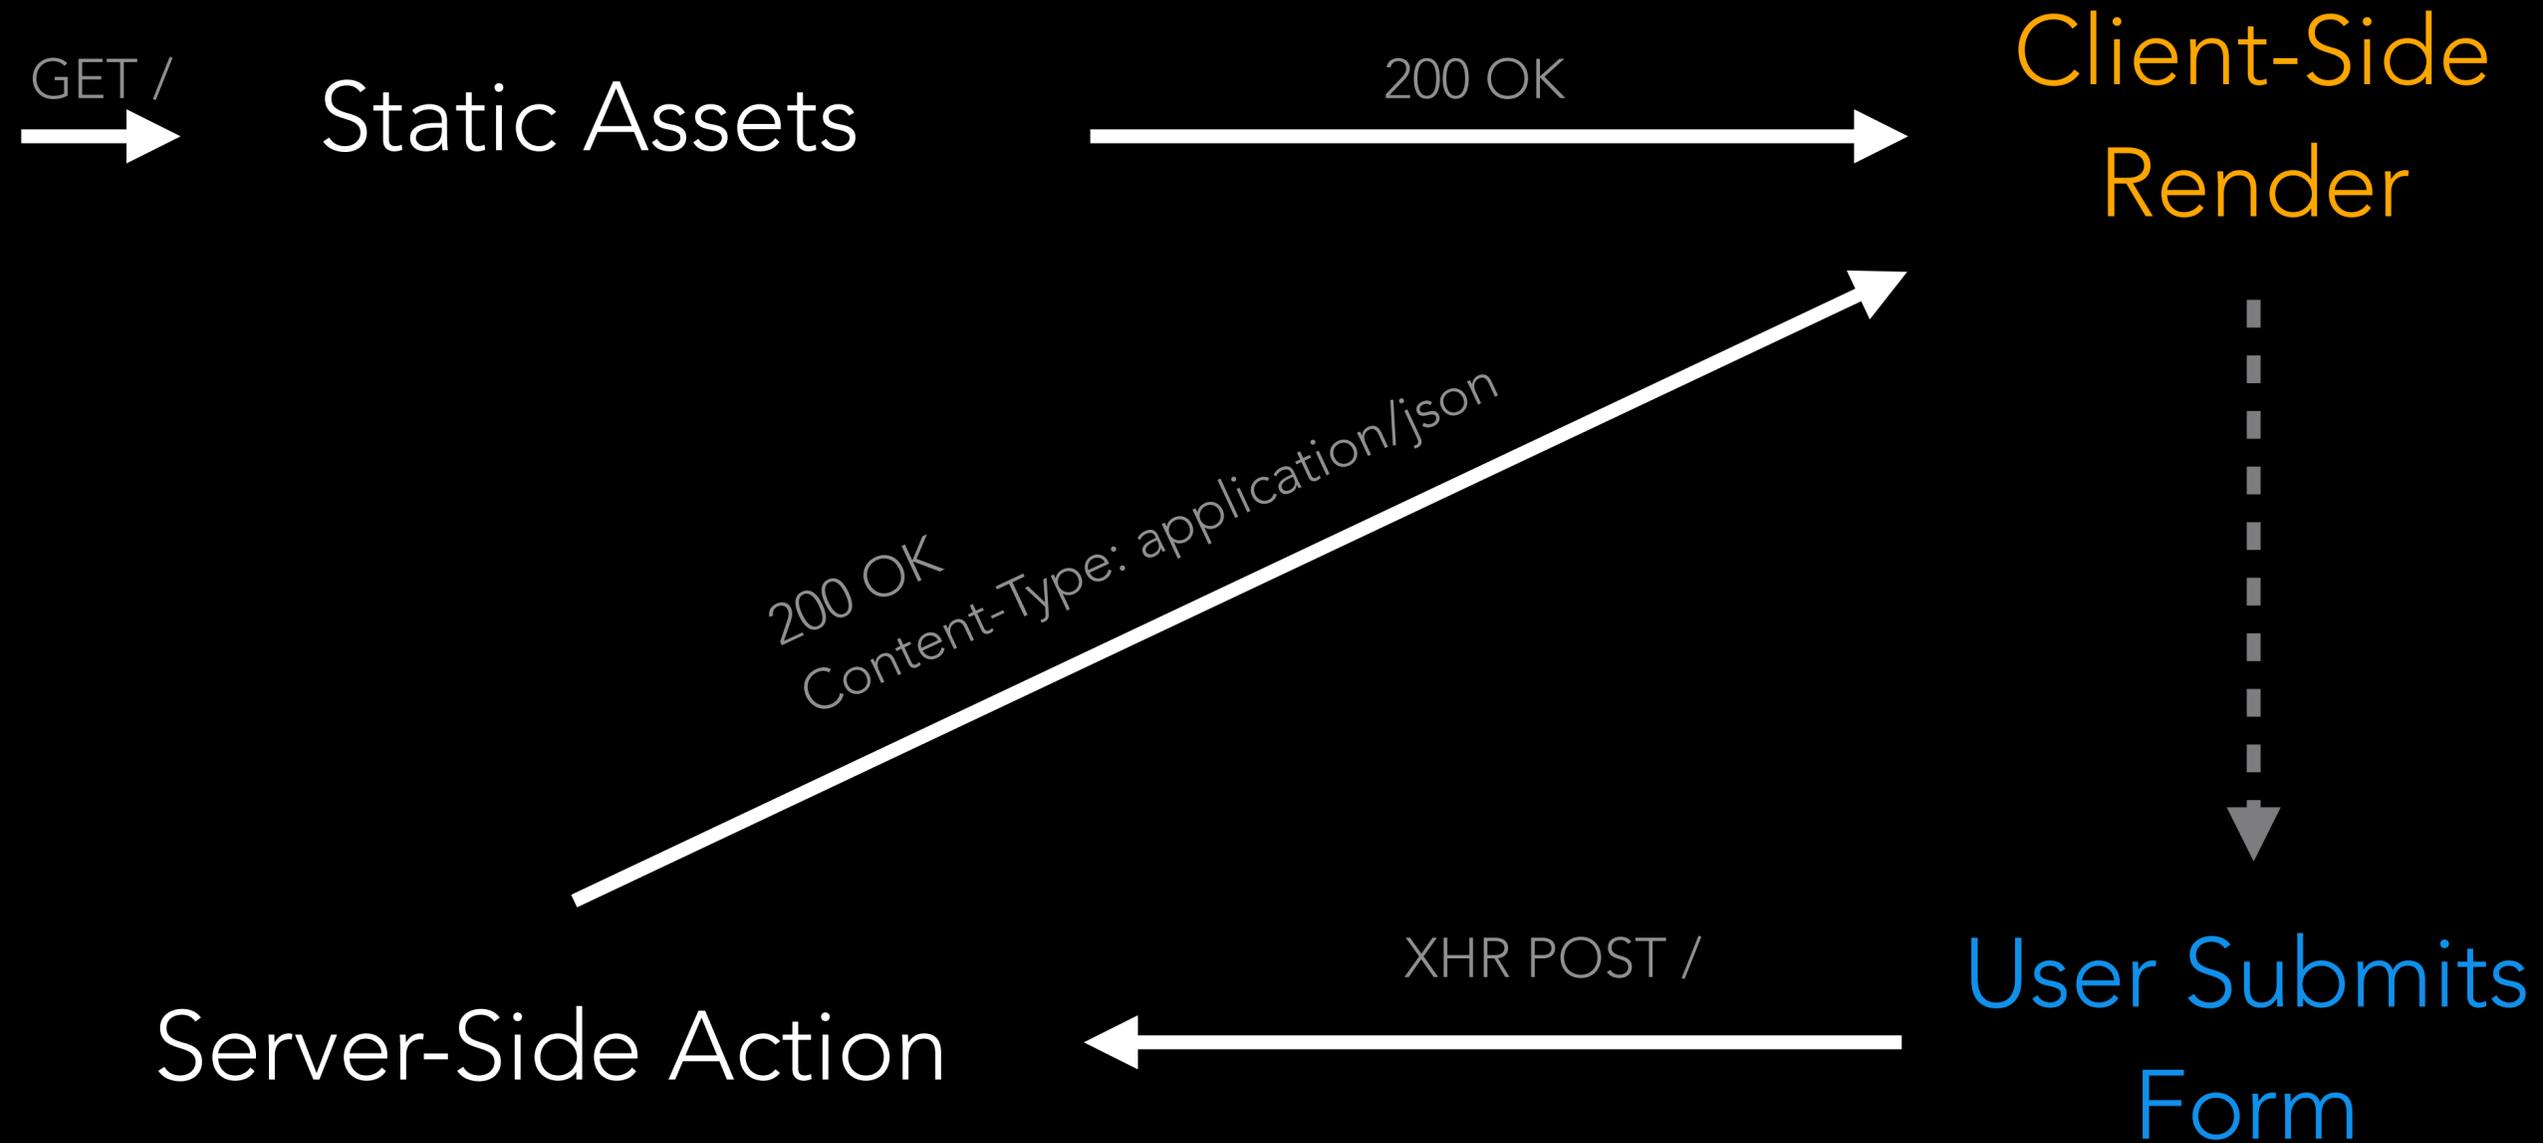 GET /
Static Assets
200 OK
Client-Side
Render
200 OK
Content-Type: application/json
XHR POST /
Server-Side Action
User Submits
Form